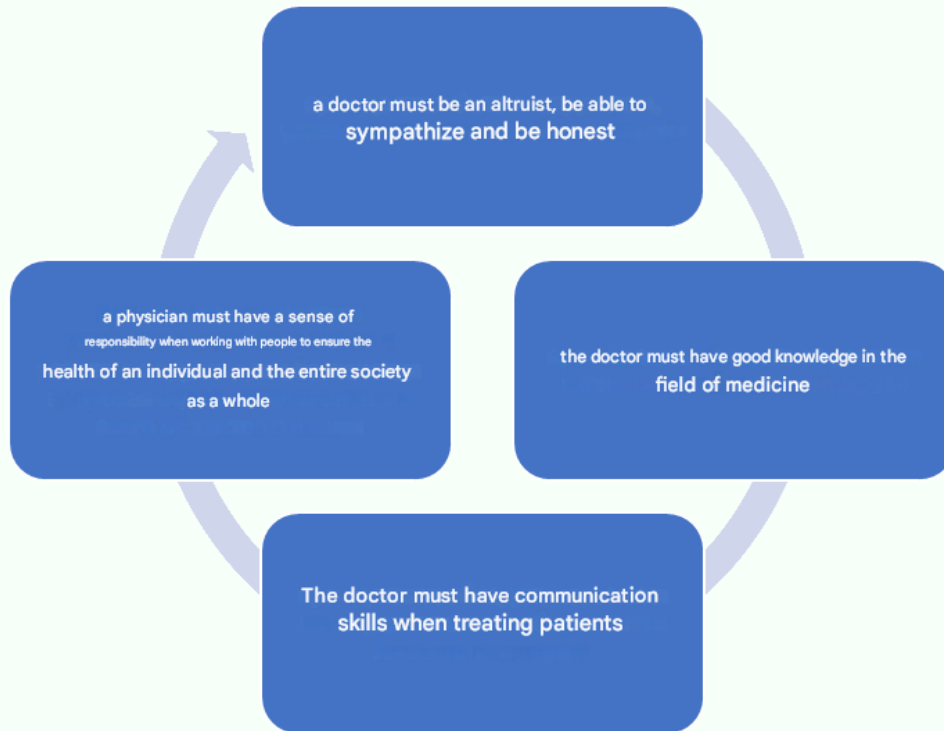 a doctor must be an altruist, be able to
sympathize and be honest
the doctor must have good knowledge in the
field of medicine
The doctor must have communication
skills when treating patients
a physician must have a sense of
responsibility when working with people to ensure the
health of an individual and the entire society
as a whole